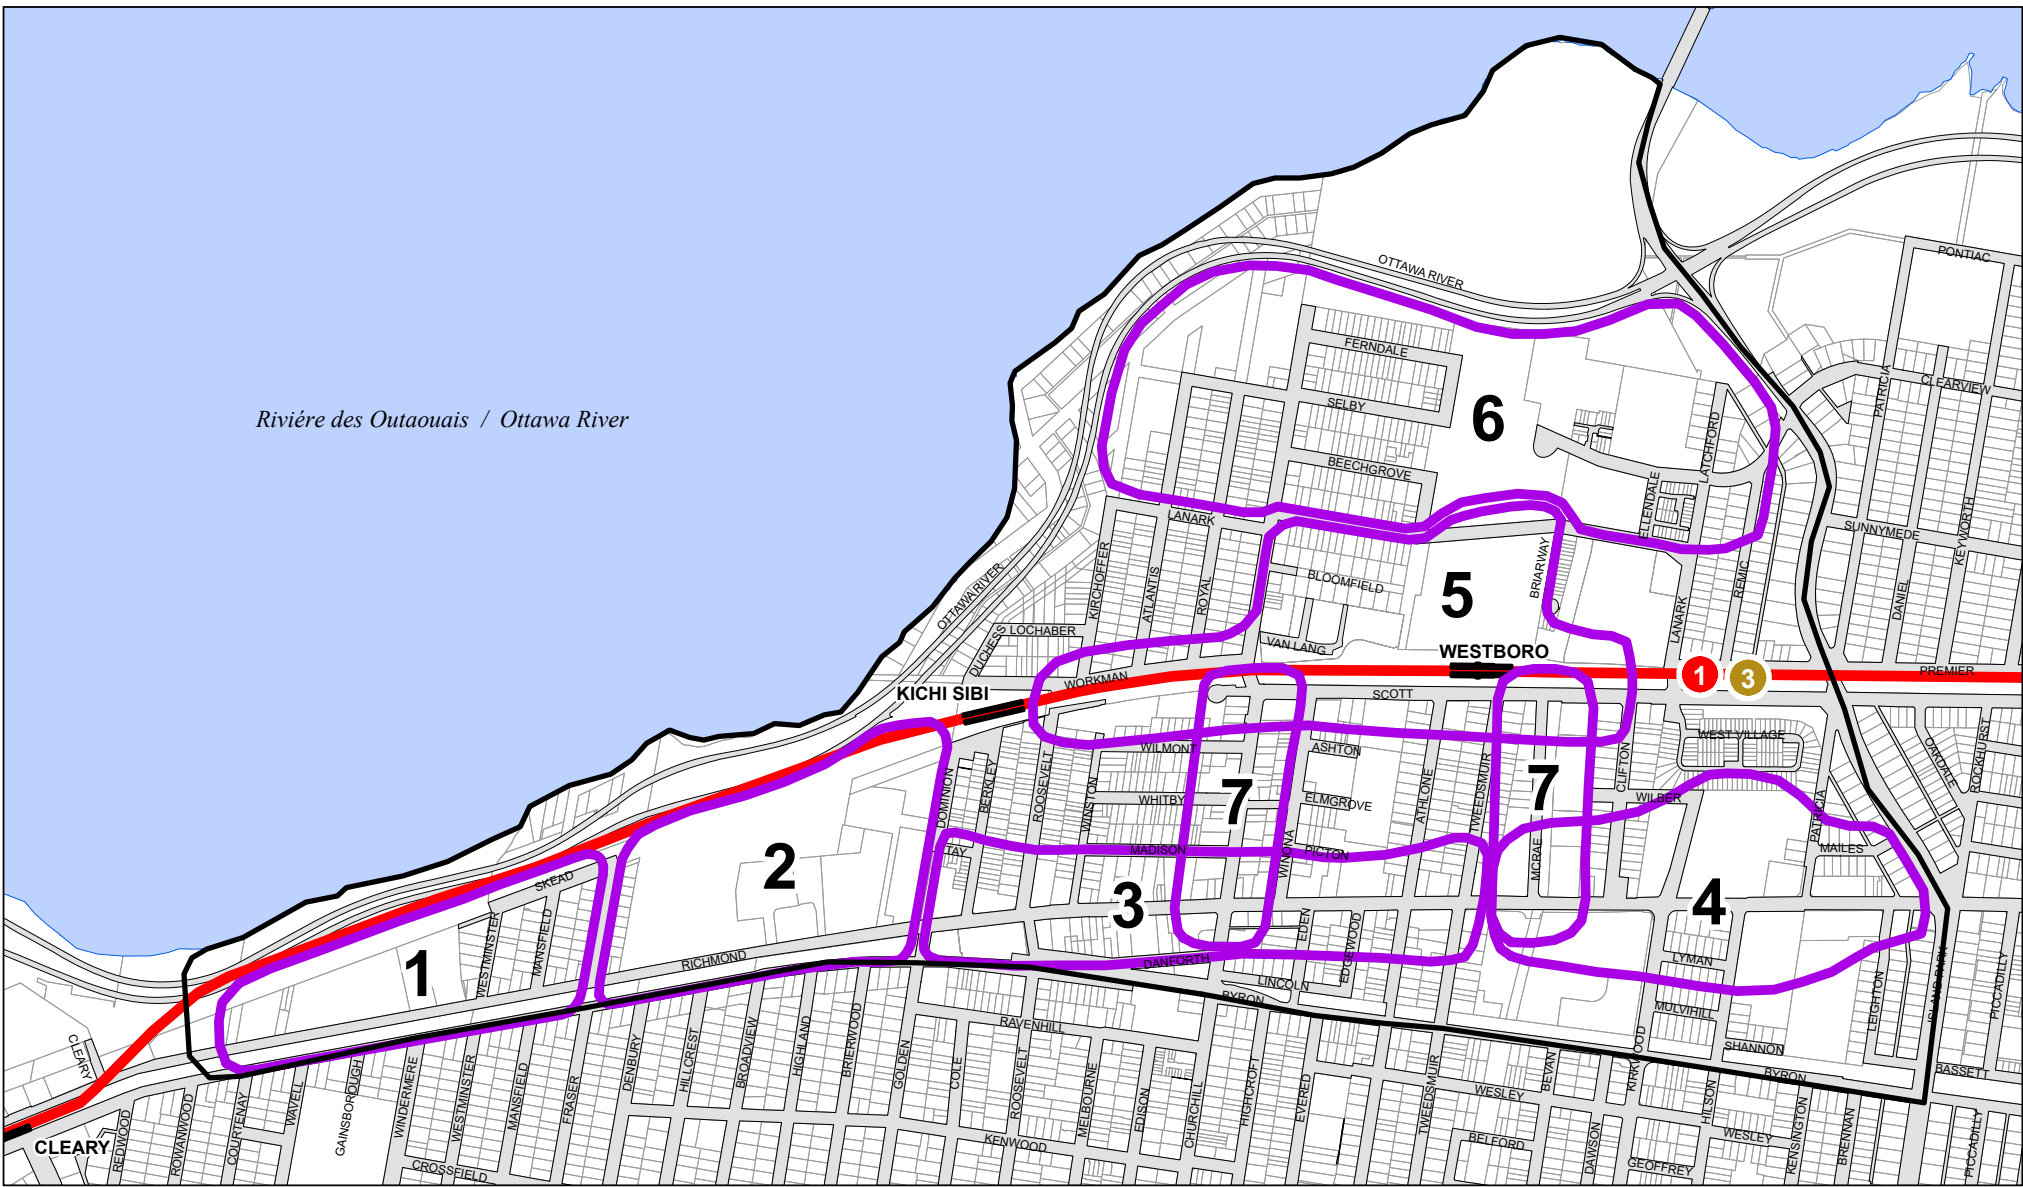 OTTAWA RIVER
PONTIAC
FERNDALE
PATRICIA
CLEARVIEW
SELBY
Riviére des Outaouais / Ottawa River
6
LATCHFORD
BEECHGROVE
ELLENDALE
KEYWORTH
LANARK
SUNNYMEDE
KIRCHOFFER
ATLANTIS
ROYAL
BLOOMFIELD
BRIARWAY
5
REMIC
DANIEL
OTTAWA RIVER
LOCHABER
DUCHESS
VAN LANG
LANARK
WESTBORO
1
3
PREMIER
WORKMAN
KICHI SIBI
SCOTT
WILMONT
ASHTON
WEST VILLAGE
OAKDALE
ROCKHURST
CLIFTON
DOMINION
BERKLEY
ROOSEVELT
WINSTON
WHITBY
7
ELMGROVE
ATHLONE
TWEEDSMUIR
7
WILBER
PATRICIA
TAY
MADISON
WINONA
PICTON
MCRAE
MAILES
2
SKEAD
3
4
EDEN
EDGEWOOD
WESTMINSTER
MANSFIELD
1
RICHMOND
DANFORTH
LYMAN
LINCOLN
BYRON
LEIGHTON
ISLAND PARK
PICCADILLY
MULVIHILL
RAVENHILL
SHANNON
CLEARY
KIRKWOOD
BYRON
BASSETT
DENBURY
HILLCREST
BROADVIEW
HIGHLAND
BRIERWOOD
GOLDEN
COLE
ROOSEVELT
MELBOURNE
EDISON
CHURCHILL
HIGHCROFT
EVERED
TWEEDSMUIR
WESLEY
BEVAN
HILSON
WESLEY
KENSINGTON
BRENNAN
PICCADILLY
CLEARY
REDWOOD
ROWANWOOD
COURTENAY
WAVELL
GAINSBOROUGH
WINDERMERE
WESTMINSTER
MANSFIELD
FRASER
KENWOOD
BELFORD
DAWSON
GEOFFREY
CROSSFIELD